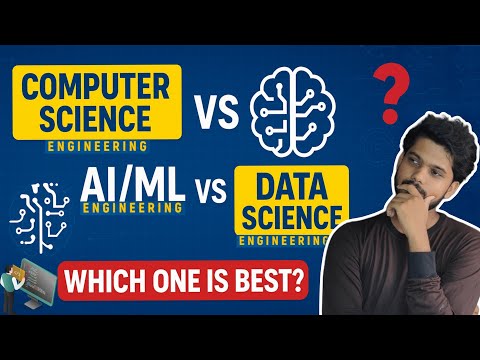 COMPUTER
SCIENCE
ENGINEERING
VS
?
AI/ML
ENGINEERING
VS
DATA
SCIENCE
ENGINEERING
WHICH ONE IS BEST?